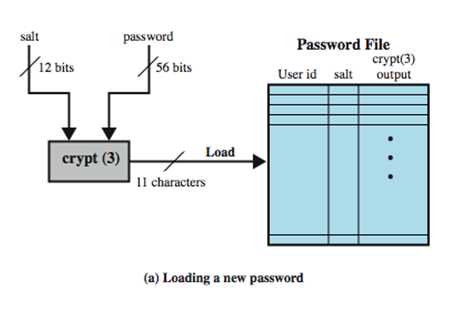 salt
password
12 bits
56 bits
Password File
User id
salt
crypt(3)
output
crypt (3)
Load
11 characters
(a) Loading a new password